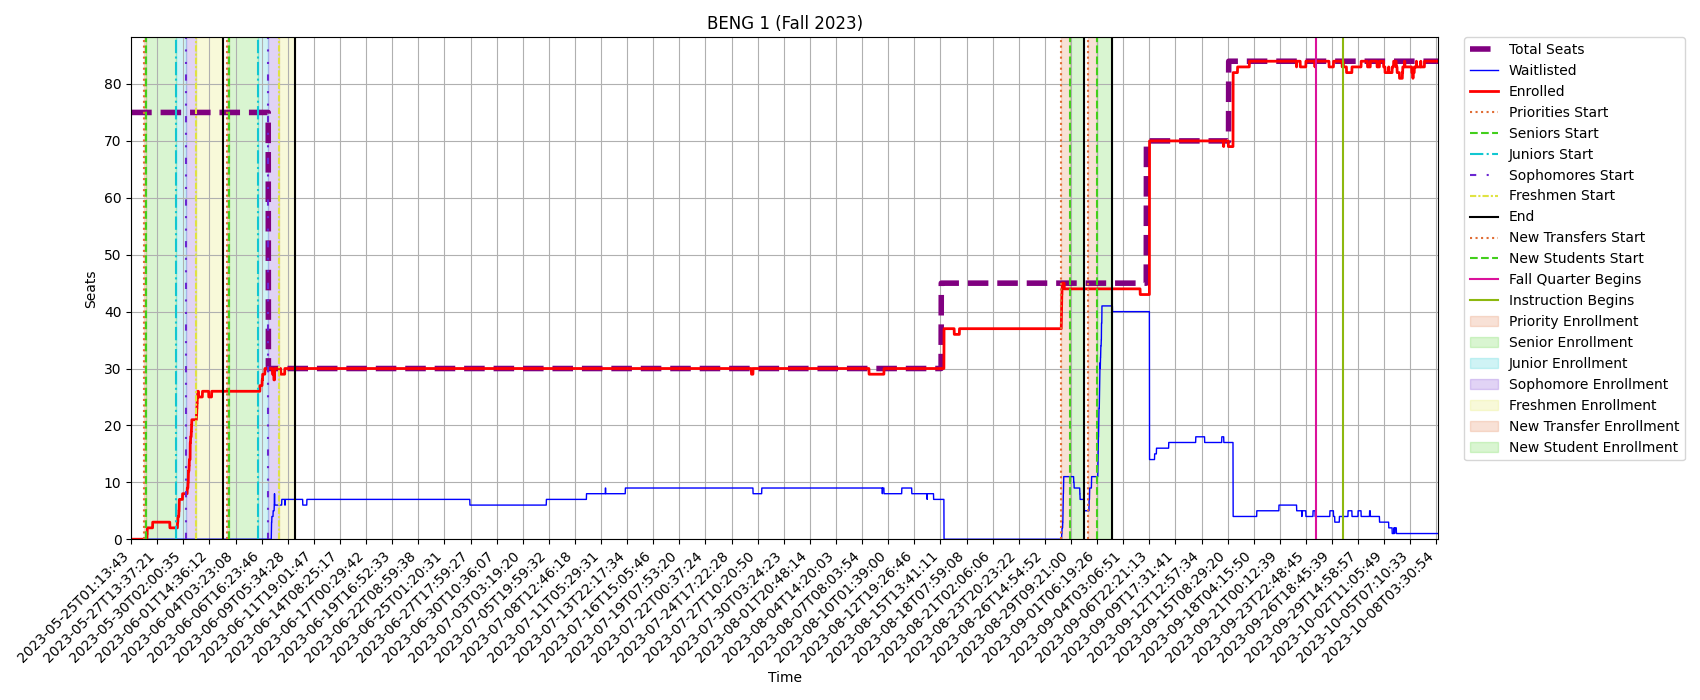 BENG 1 (Fall 2023)
Seats
80
70
60
50
40
30
20
10
0
2023-05-25T01:13:43
2023-05-27T13:37:21
2023-05-30T02:00:35
2023-06-01T14:36:12
2023-06-04T03:23:08
2023-06-06T16:23:46
2023-06-09T05:34:28
2023-06-11T19:01:47
2023-06-14T08:25:17
2023-06-17T00:29:42
2023-06-19T16:52:33
2023-06-22T08:59:38
2023-06-25T01:20:31
2023-06-27T17:59:27
2023-06-30T10:36:07
2023-07-03T03:19:20
2023-07-05T19:59:32
2023-07-08T12:46:18
2023-07-11T05:29:31
2023-07-13T22:17:34
2023-07-16T15:05:46
2023-07-19T07:53:20
2023-07-22T00:37:24
2023-07-24T17:22:28
2023-07-27T10:20:50
2023-07-30T03:24:23
2023-08-01T20:48:14
2023-08-04T14:20:03
2023-08-07T08:03:54
2023-08-10T01:39:00
2023-08-12T19:26:46
2023-08-15T13:41:11
2023-08-18T07:59:08
2023-08-21T02:06:06
2023-08-23T20:23:22
2023-08-26T14:54:52
2023-08-29T09:21:00
2023-09-01T06:19:26
2023-09-04T03:06:51
2023-09-06T22:21:13
2023-09-09T17:31:41
2023-09-12T12:57:34
2023-09-15T08:29:20
2023-09-18T04:15:50
2023-09-21T00:12:39
2023-09-23T22:48:45
2023-09-26T18:45:39
2023-09-29T14:58:57
2023-10-02T11:05:49
2023-10-05T07:10:33
2023-10-08T03:30:54
Time
Total Seats
Waitlisted
Enrolled
Priorities Start
Seniors Start
Juniors Start
Sophomores Start
Freshmen Start
End
New Transfers Start
New Students Start
Fall Quarter Begins
Instruction Begins
Priority Enrollment
Senior Enrollment
Junior Enrollment
Sophomore Enrollment
Freshmen Enrollment
New Transfer Enrollment
New Student Enrollment